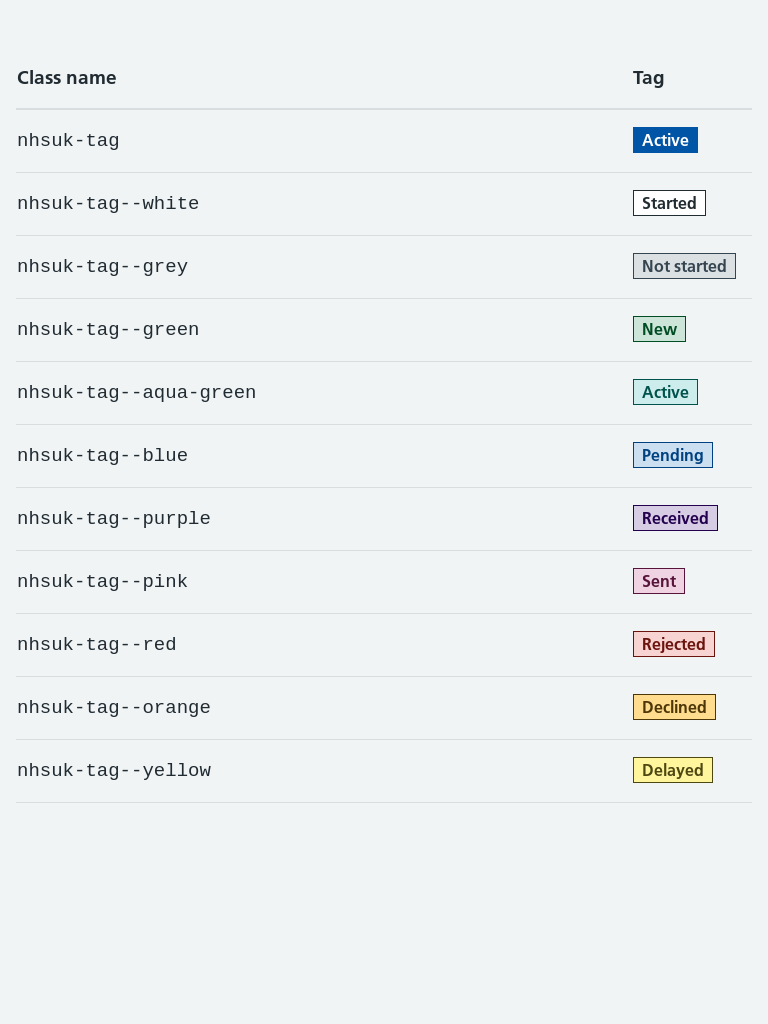 Class name Tag
nhsuk-tag Active
nhsuk-tag--white Started
nhsuk-tag--grey Not started
nhsuk-tag--green New
nhsuk-tag--aqua-green Active
nhsuk-tag--blue Pending
nhsuk-tag--purple Received
nhsuk-tag--pink Sent
nhsuk-tag--red Rejected
nhsuk-tag--orange Declined
nhsuk-tag--yellow Delayed